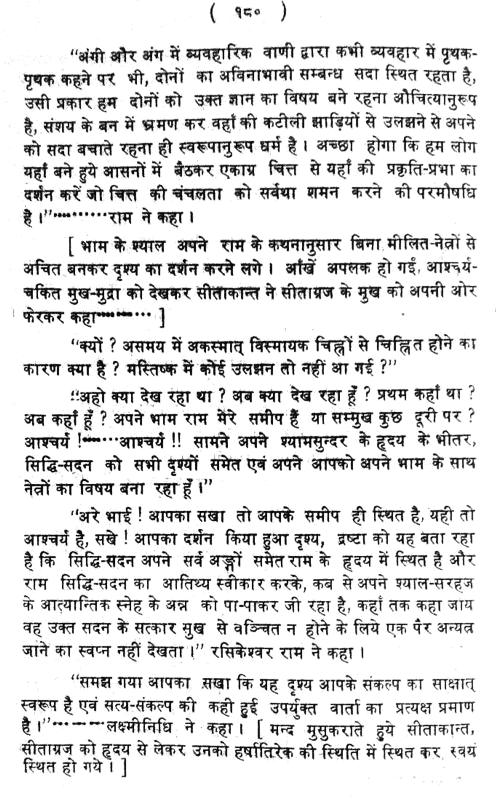 ( १८० )
"अंगी और अंग में व्यवहारिक वाणी द्वारा कभी व्यवहार में पृथक-
पृथक कहने पर भी, दोनों का अविनाभावी सम्बन्ध सदा स्थित रहता है,
उसी प्रकार हम दोनों को उक्त ज्ञान का विषय बने रहना औचित्यानुरूप
है, संशय के बन में भ्रमण कर वहाँ की कटीली झाड़ियों से उलझने से अपने
को सदा बचाते रहना ही स्वरूपानुरूप धर्म है। अच्छा होगा कि हम लोग
यहाँ बने हुये आसनों में बैठकर एकाग्र चित्त से यहाँ की प्रकृति-प्रभा का
दर्शन करें जो चित्त की चंचलता को सर्वथा शमन करने की परमौषधि
है।"⋯⋯⋯राम ने कहा।
[ भाम के श्याल अपने राम के कथनानुसार बिना मीलित-नेत्रों से
अचित बनकर दृश्य का दर्शन करने लगे। आँखें अपलक हो गईं, आश्चर्य-
चकित मुख-मुद्रा को देखकर सीताकान्त ने सीताग्रज के मुख को अपनी ओर
फेरकर कहा⋯⋯⋯ ]
"क्यों ? असमय में अकस्मात् विस्मायक चिह्नों से चिह्नित होने का
कारण क्या है ? मस्तिष्क में कोई उलझन तो नहीं आ गई ?"
"अहो क्या देख रहा था ? अब क्या देख रहा हूँ ? प्रथम कहाँ था ?
अब कहाँ हूँ ? अपने भाम राम मेरे समीप हैं या सम्मुख कुछ दूरी पर ?
आश्चर्य !⋯⋯आश्चर्य !! सामने अपने श्यामसुन्दर के हृदय के भीतर,
सिद्धि-सदन को सभी दृश्यों समेत एवं अपने आपको अपने भाम के साथ
नेत्रों का विषय बना रहा हूँ।"
"अरे भाई ! आपका सखा तो आपके समीप ही स्थित है, यही तो
आश्चर्य है, सखे ! आपका दर्शन किया हुआ दृश्य, द्रष्टा को यह बता रहा
है कि सिद्धि-सदन अपने सर्व अङ्गों समेत राम के हृदय में स्थित है और
राम सिद्धि-सदन का आतिथ्य स्वीकार करके, कब से अपने श्याल-सरहज
के आत्यान्तिक स्नेह के अन्न को पा-पाकर जी रहा है, कहाँ तक कहा जाय
वह उक्त सदन के सत्कार सुख से वञ्चित न होने के लिये एक पैर अन्यत्र
जाने का स्वप्न नहीं देखता।" रसिकेश्वर राम ने कहा।
"समझ गया आपका सखा कि यह दृश्य आपके संकल्प का साक्षात्
स्वरूप है एवं सत्य-संकल्प की कही हुई उपर्युक्त वार्ता का प्रत्यक्ष प्रमाण
है।"⋯⋯⋯लक्ष्मीनिधि ने कहा। [ मन्द मुसुकराते हुये सीताकान्त,
सीताग्रज को हृदय से लेकर उनको हर्षातिरेक की स्थिति में स्थित कर स्वयं
स्थित हो गये। ]